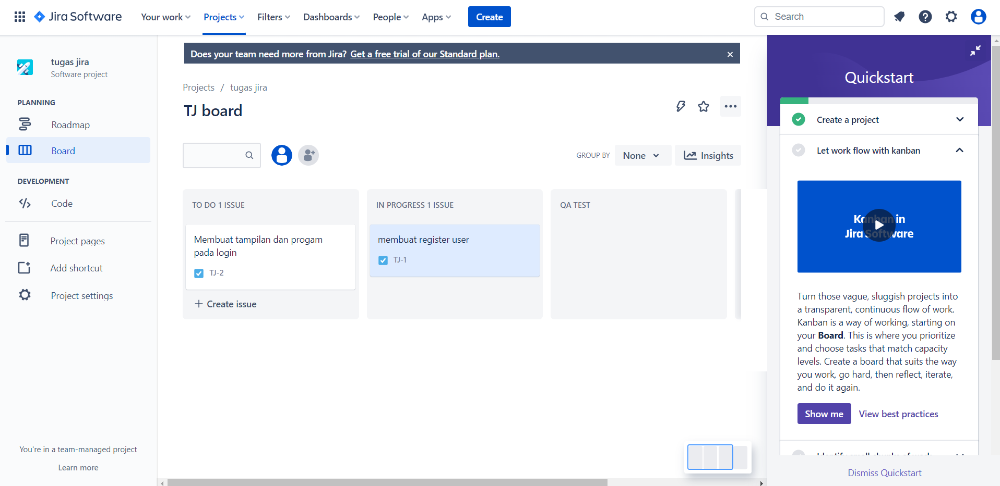 Jira Software
Your work
Projects
Filters
Dashboards
People
Apps
Create
Search
tugas jira
Software project
PLANNING
Roadmap
Board
DEVELOPMENT
Code
Project pages
Add shortcut
Project settings
You're in a team-managed project
Learn more
Does your team need more from Jira? Get a free trial of our Standard plan.
Projects / tugas jira
TJ board
GROUP BY
None
Insights
TO DO 1 ISSUE
Membuat tampilan dan progam
pada login
TJ-2
Create issue
IN PROGRESS 1 ISSUE
membuat register user
TJ-1
QA TEST
Quickstart
Create a project
Let work flow with kanban
Kanban in
Jira Software
Turn those vague, sluggish projects into
a transparent, continuous flow of work.
Kanban is a way of working, starting on
your Board. This is where you prioritize
and choose tasks that match capacity
levels. Create a board that suits the way
you work, go hard, then reflect, iterate,
and do it again.
Show me
View best practices
Identify small chunks of work
Dismiss Quickstart